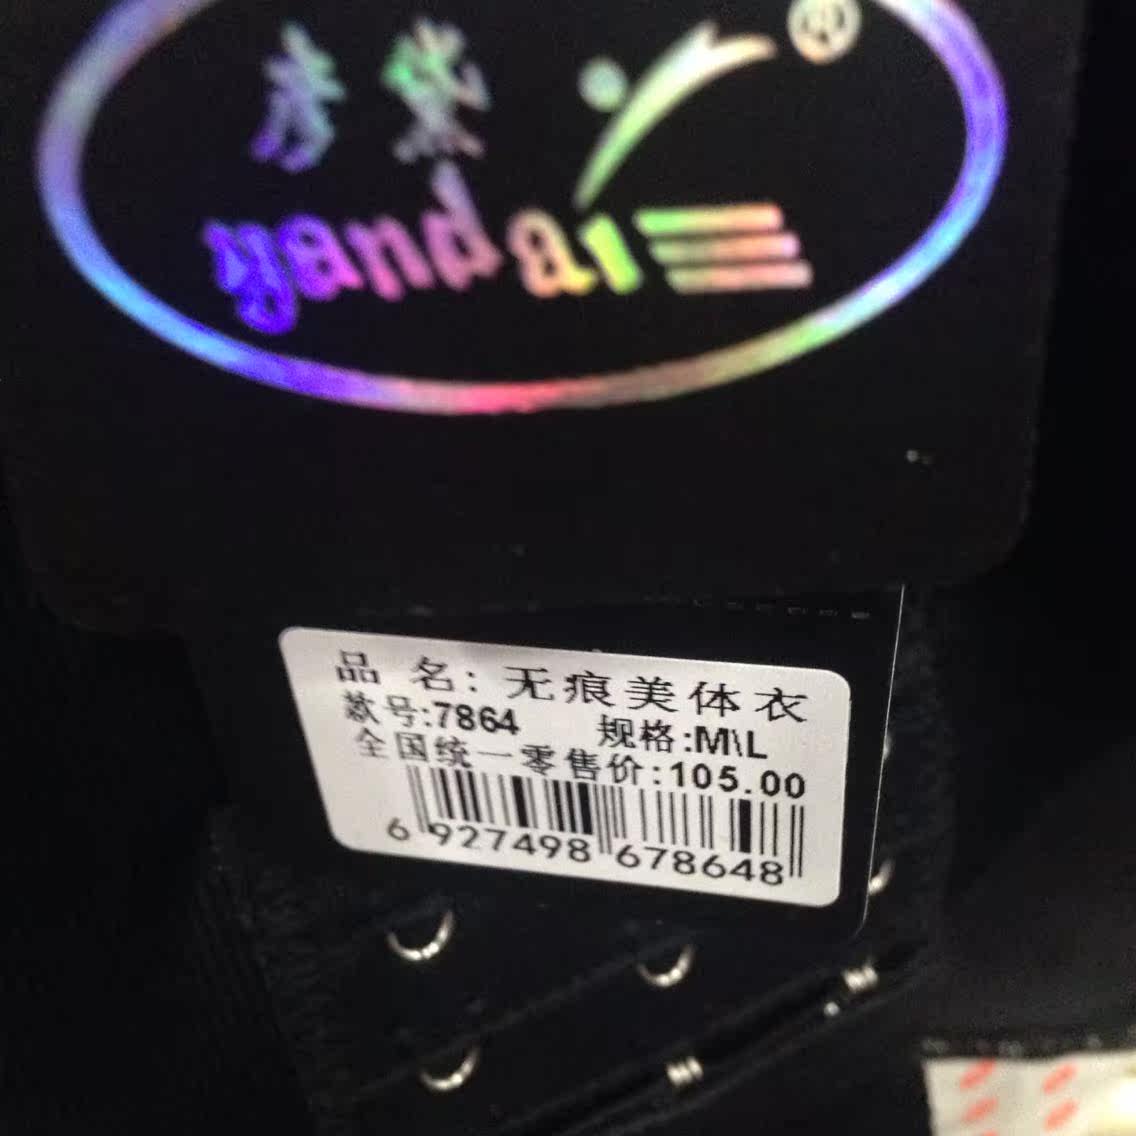 ®
yandai
品 名: 无痕美体衣
款号:7864 规格:M\L
全国统一零售价:105.00
6 927498 678648